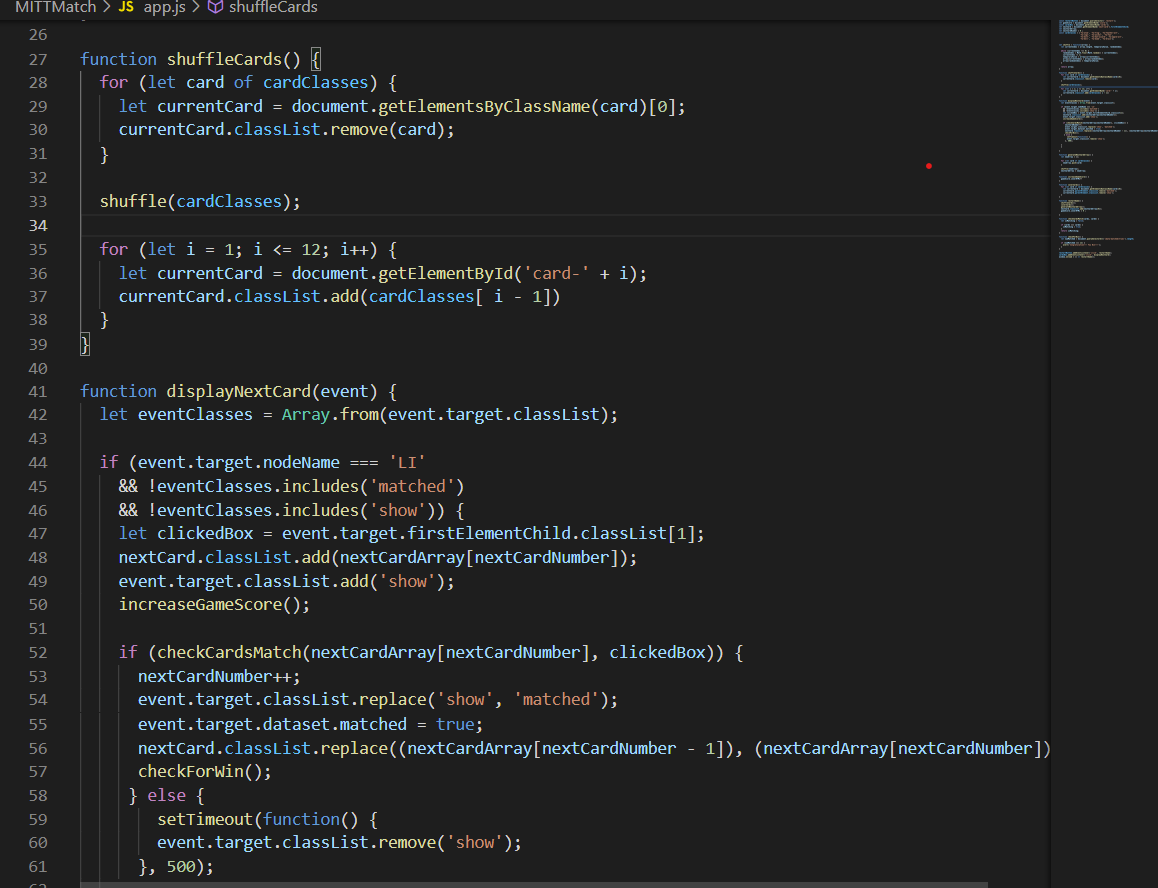 MITTMatch > JS app.js > shuffleCards
26
27 function shuffleCards() {
28 for (let card of cardClasses) {
29 let currentCard = document.getElementsByClassName(card)[0];
30 currentCard.classList.remove(card);
31 }
32
33 shuffle(cardClasses);
34
35 for (let i = 1; i <= 12; i++) {
36 let currentCard = document.getElementById('card-' + i);
37 currentCard.classList.add(cardClasses[ i - 1])
38 }
39 }
40
41 function displayNextCard(event) {
42 let eventClasses = Array.from(event.target.classList);
43
44 if (event.target.nodeName === 'LI'
45 && !eventClasses.includes('matched')
46 && !eventClasses.includes('show')) {
47 let clickedBox = event.target.firstElementChild.classList[1];
48 nextCard.classList.add(nextCardArray[nextCardNumber]);
49 event.target.classList.add('show');
50 increaseGameScore();
51
52 if (checkCardsMatch(nextCardArray[nextCardNumber], clickedBox)) {
53 nextCardNumber++;
54 event.target.classList.replace('show', 'matched');
55 event.target.dataset.matched = true;
56 nextCard.classList.replace((nextCardArray[nextCardNumber - 1]), (nextCardArray[nextCardNumber])
57 checkForWin();
58 } else {
59 setTimeout(function() {
60 event.target.classList.remove('show');
61 }, 500);